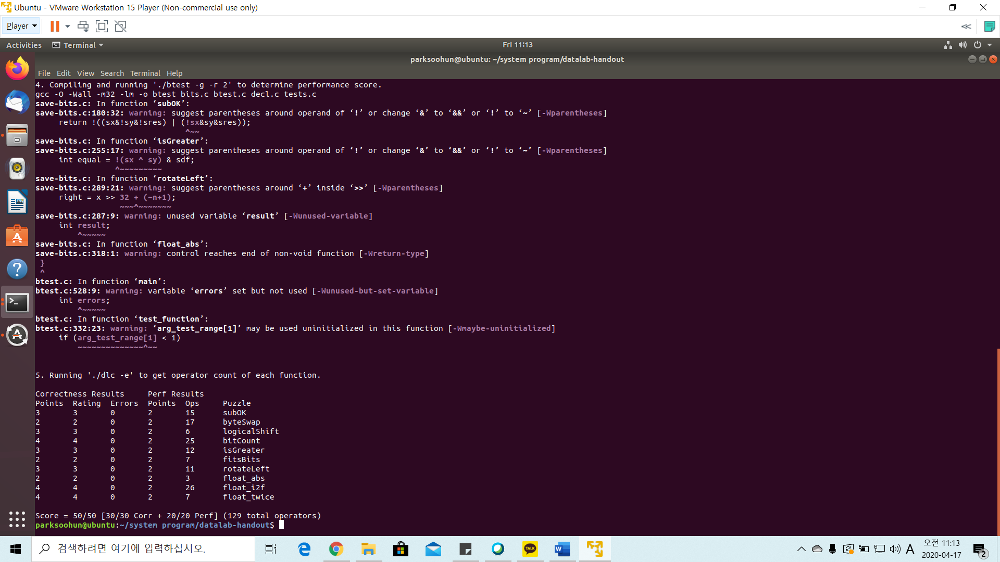 Ubuntu - VMware Workstation 15 Player (Non-commercial use only)
Player
Activities Terminal Fri 11:13
parksoohun@ubuntu: ~/system program/datalab-handout
File Edit View Search Terminal Help
4. Compiling and running './btest -g -r 2' to determine performance score.
gcc -O -Wall -m32 -lm -o btest bits.c btest.c decl.c tests.c
save-bits.c: In function ‘subOK’:
save-bits.c:180:32: warning: suggest parentheses around operand of ‘!’ or change ‘&’ to ‘&&’ or ‘!’ to ‘~’ [-Wparentheses]
return !((sx&!sy&!sres) | (!sx&sy&sres));
^~~
save-bits.c: In function ‘isGreater’:
save-bits.c:255:17: warning: suggest parentheses around operand of ‘!’ or change ‘&’ to ‘&&’ or ‘!’ to ‘~’ [-Wparentheses]
int equal = !(sx ^ sy) & sdf;
^~~~~~~~~~
save-bits.c: In function ‘rotateLeft’:
save-bits.c:289:21: warning: suggest parentheses around ‘+’ inside ‘>>’ [-Wparentheses]
right = x >> 32 + (~n+1);
~~~^~~~~~~~
save-bits.c:287:9: warning: unused variable ‘result’ [-Wunused-variable]
int result;
^~~~~~
save-bits.c: In function ‘float_abs’:
save-bits.c:318:1: warning: control reaches end of non-void function [-Wreturn-type]
}
^
btest.c: In function ‘main’:
btest.c:528:9: warning: variable ‘errors’ set but not used [-Wunused-but-set-variable]
int errors;
^~~~~~
btest.c: In function ‘test_function’:
btest.c:332:23: warning: ‘arg_test_range[1]’ may be used uninitialized in this function [-Wmaybe-uninitialized]
if (arg_test_range[1] < 1)
~~~~~~~~~~~~~~^~~
5. Running './dlc -e' to get operator count of each function.
Correctness Results Perf Results
Points Rating Errors Points Ops Puzzle
3 3 0 2 15 subOK
2 2 0 2 17 byteSwap
3 3 0 2 6 logicalShift
4 4 0 2 25 bitCount
3 3 0 2 12 isGreater
2 2 0 2 7 fitsBits
3 3 0 2 11 rotateLeft
2 2 0 2 3 float_abs
4 4 0 2 26 float_i2f
4 4 0 2 7 float_twice
Score = 50/50 [30/30 Corr + 20/20 Perf] (129 total operators)
parksoohun@ubuntu:~/system program/datalab-handout$
검색하려면 여기에 입력하십시오.
TALK
A
오전 11:13
2020-04-17
2